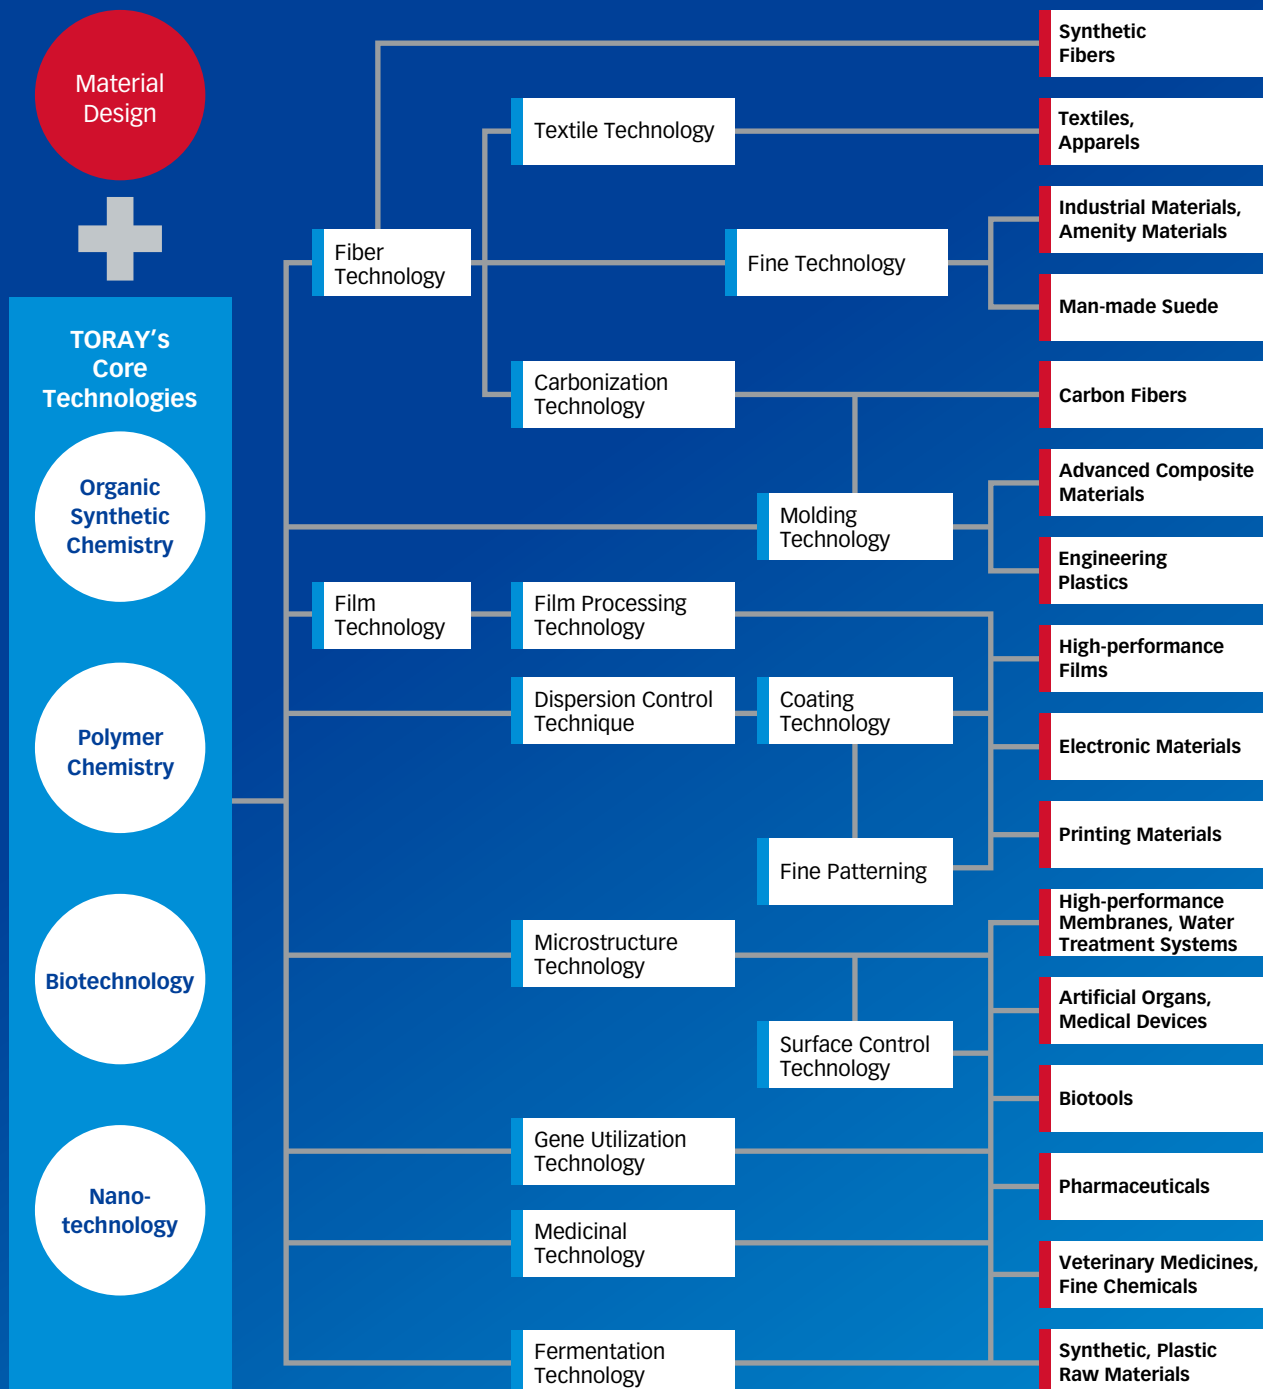 Material
Design
TORAY's
Core
Technologies
Organic
Synthetic
Chemistry
Polymer
Chemistry
Biotechnology
Nano-
technology
Fiber
Technology
Film
Technology
Textile Technology
Carbonization
Technology
Film Processing
Technology
Dispersion Control
Technique
Microstructure
Technology
Gene Utilization
Technology
Medicinal
Technology
Fermentation
Technology
Fine Technology
Molding
Technology
Coating
Technology
Fine Patterning
Surface Control
Technology
Synthetic
Fibers
Textiles,
Apparels
Industrial Materials,
Amenity Materials
Man-made Suede
Carbon Fibers
Advanced Composite
Materials
Engineering
Plastics
High-performance
Films
Electronic Materials
Printing Materials
High-performance
Membranes, Water
Treatment Systems
Artificial Organs,
Medical Devices
Biotools
Pharmaceuticals
Veterinary Medicines,
Fine Chemicals
Synthetic, Plastic
Raw Materials